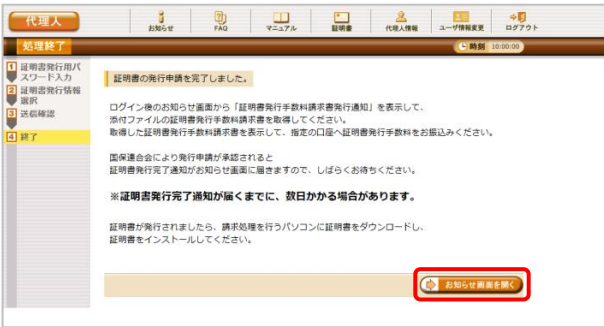 代理人
お知らせ
FAQ
マニュアル
証明書
代理人情報
ユーザ情報変更
ログアウト
処理終了
時刻 10:00:00
1 証明書発行用パ
スワード入力
2 証明書発行情報
選択
3 送信確認
4 終了
証明書の発行申請を完了しました。
ログイン後のお知らせ画面から「証明書発行手数料請求書発行通知」を表示して、
添付ファイルの証明書発行手数料請求書を取得してください。
取得した証明書発行手数料請求書を表示して、指定の口座へ証明書発行手数料をお振込みください。
国保連合会により発行申請が承認されると
証明書発行完了通知がお知らせ画面に届きますので、しばらくお待ちください。
※証明書発行完了通知が届くまでに、数日かかる場合があります。
証明書が発行されましたら、請求処理を行うパソコンに証明書をダウンロードし、
証明書をインストールしてください。
お知らせ画面を開く